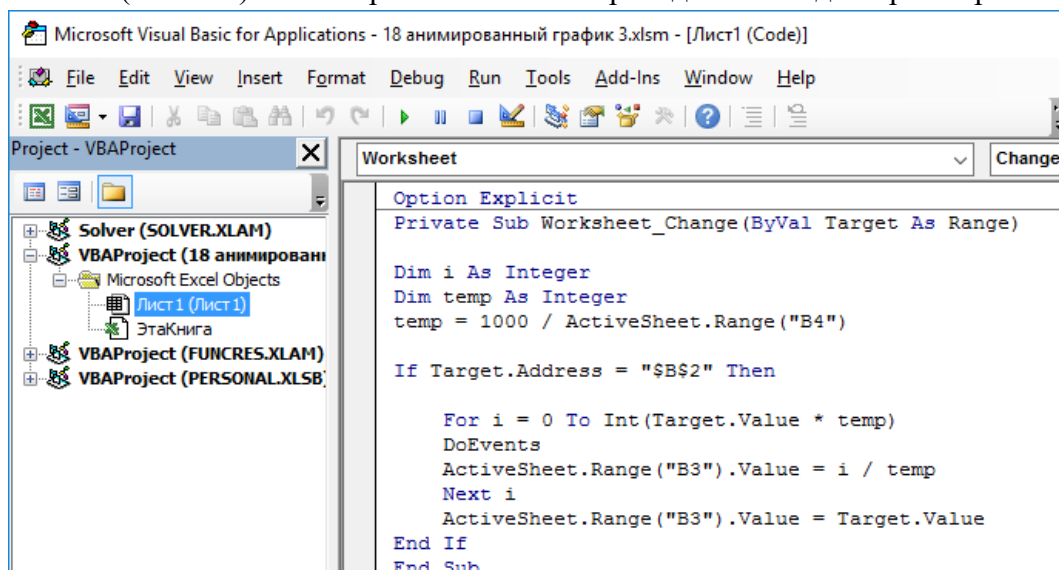 Microsoft Visual Basic for Applications - 18 анимированный график 3.xlsm - [Лист1 (Code)]
File Edit View Insert Format Debug Run Tools Add-Ins Window Help
Project - VBAProject
Worksheet
Change
Solver (SOLVER.XLAM)
VBAProject (18 анимированн
Microsoft Excel Objects
Лист1 (Лист1)
ЭтаКнига
VBAProject (FUNCRES.XLAM)
VBAProject (PERSONAL.XLSB)
Option Explicit
Private Sub Worksheet_Change(ByVal Target As Range)
Dim i As Integer
Dim temp As Integer
temp = 1000 / ActiveSheet.Range("B4")
If Target.Address = "$B$2" Then
For i = 0 To Int(Target.Value * temp)
DoEvents
ActiveSheet.Range("B3").Value = i / temp
Next i
ActiveSheet.Range("B3").Value = Target.Value
End If
End Sub